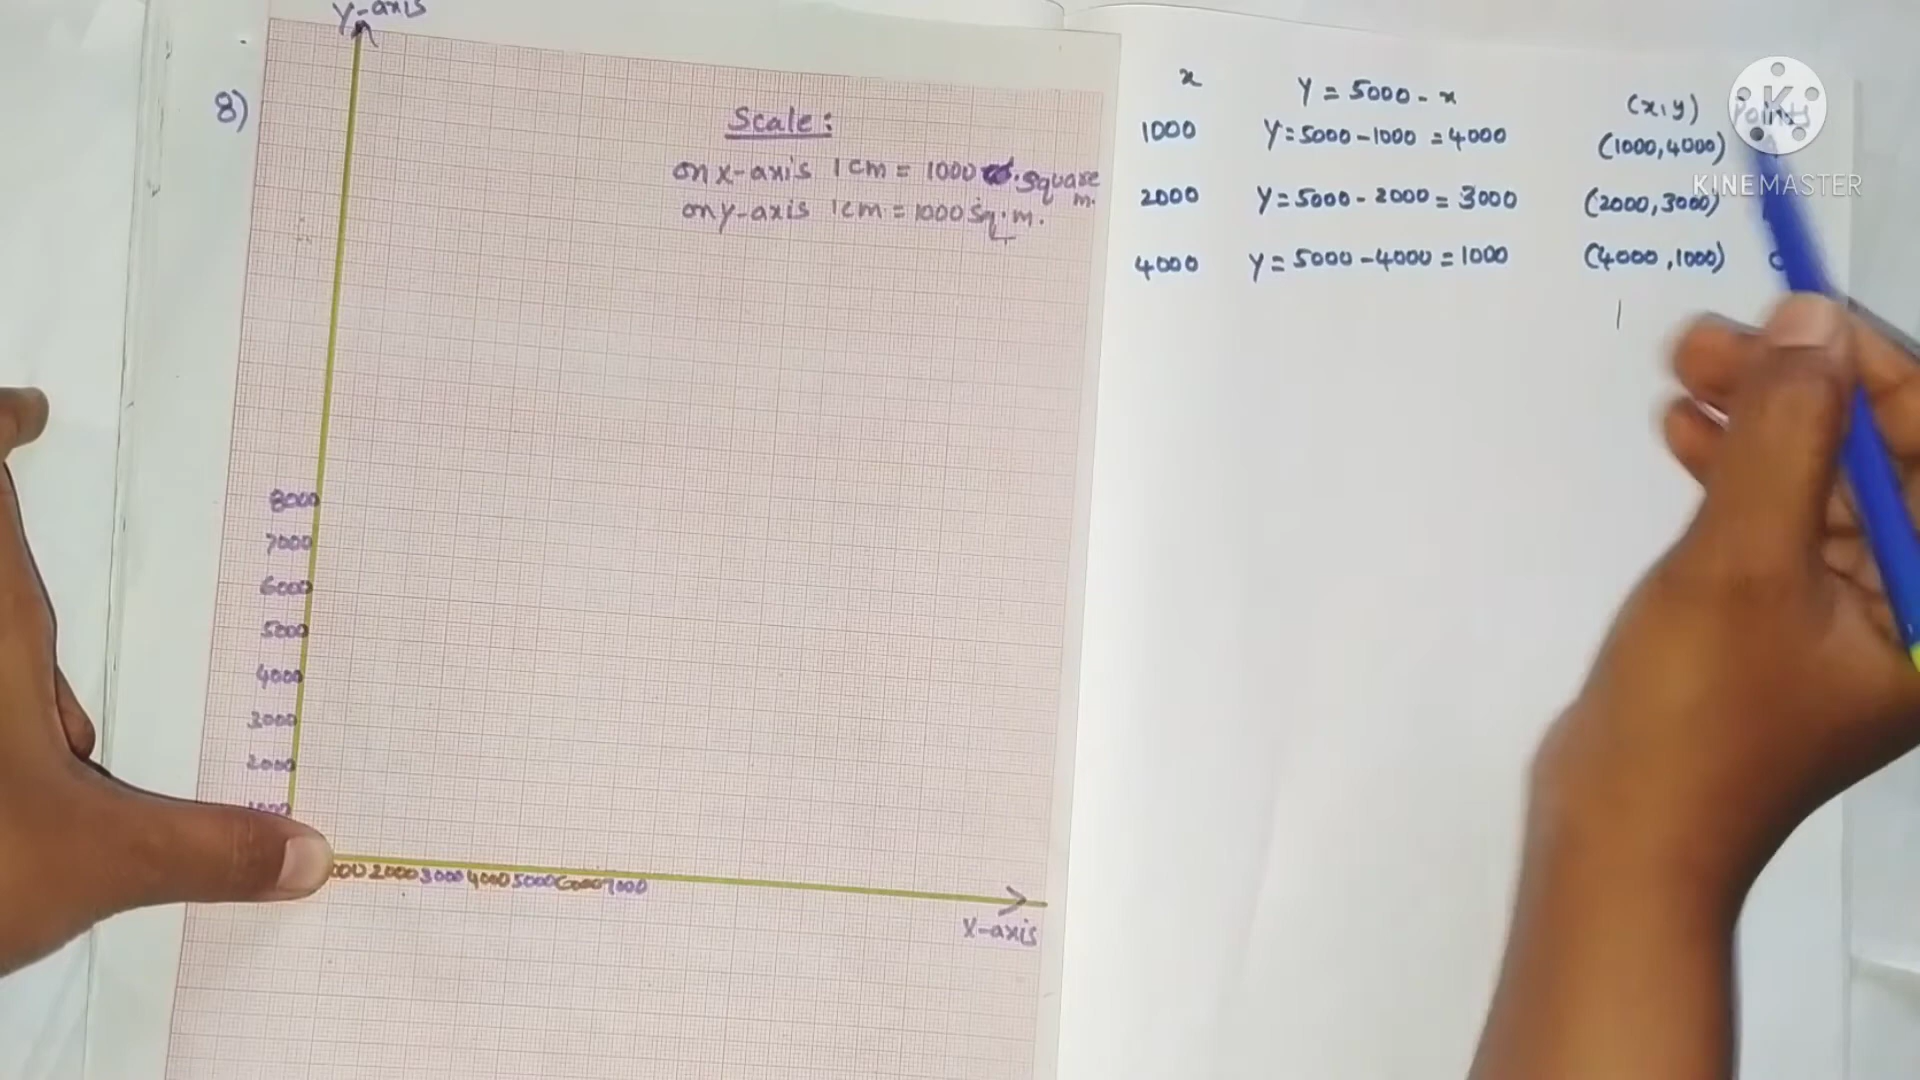 Y-axis
8)
Scale:
on x-axis 1cm = 1000 square m.
on y-axis 1cm = 1000 sq.m.
8000
7000
6000
5000
4000
3000
2000
1000
2000 3000 4000 5000 6000 7000
X-axis
x Y = 5000 - x (x,y) Points
1000 Y = 5000 - 1000 = 4000 (1000,4000)
2000 Y = 5000 - 2000 = 3000 (2000,3000)
4000 Y = 5000 - 4000 = 1000 (4000,1000)
KINEMASTER